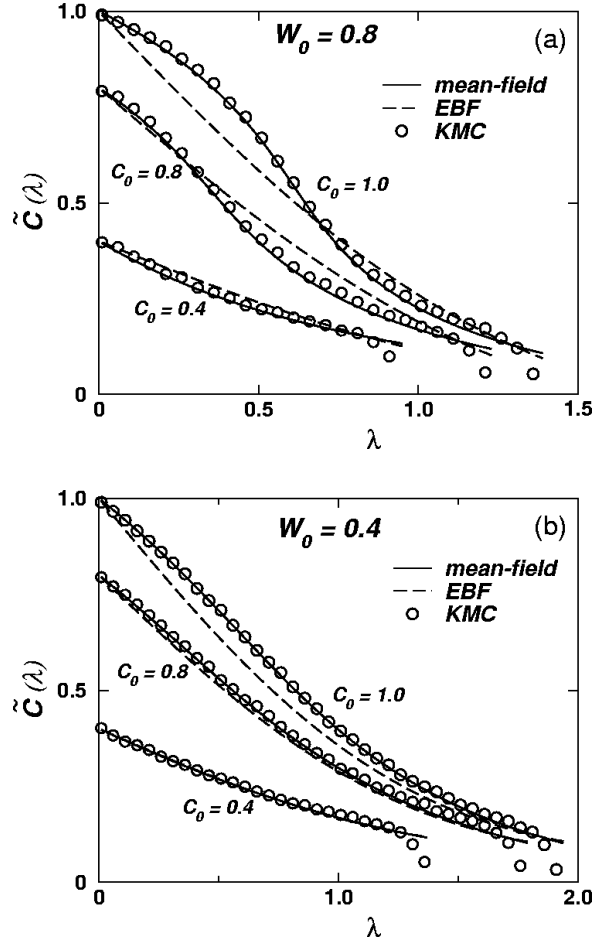 1.0
W₀ = 0.8
(a)
mean-field
EBF
KMC
C₀ = 0.8
C₀ = 1.0
0.5
C̃(λ)
C₀ = 0.4
0
0 0.5 1.0 1.5
λ
1.0
W₀ = 0.4
(b)
mean-field
EBF
KMC
C₀ = 0.8
C₀ = 1.0
0.5
C̃(λ)
C₀ = 0.4
0
0 1.0 2.0
λ